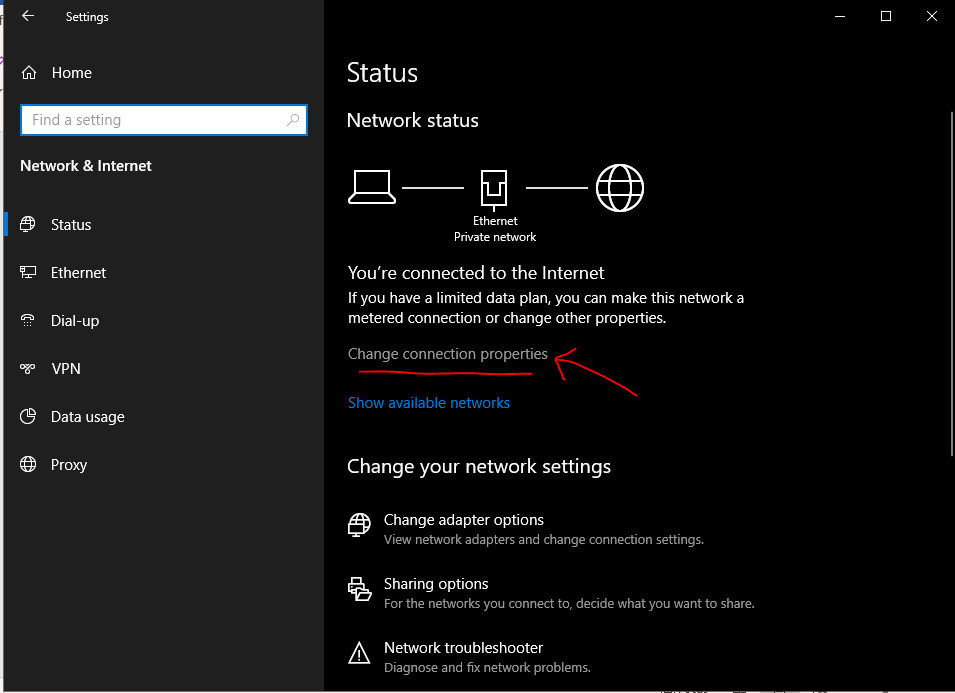 Settings
Home
Find a setting
Network & Internet
Status
Ethernet
Dial-up
VPN
Data usage
Proxy
Status
Network status
Ethernet
Private network
You’re connected to the Internet
If you have a limited data plan, you can make this network a
metered connection or change other properties.
Change connection properties
Show available networks
Change your network settings
Change adapter options
View network adapters and change connection settings.
Sharing options
For the networks you connect to, decide what you want to share.
Network troubleshooter
Diagnose and fix network problems.